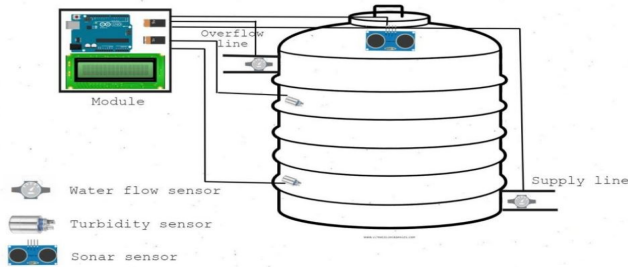 Overflow
line
Module
Supply line
Water flow sensor
Turbidity sensor
Sonar sensor